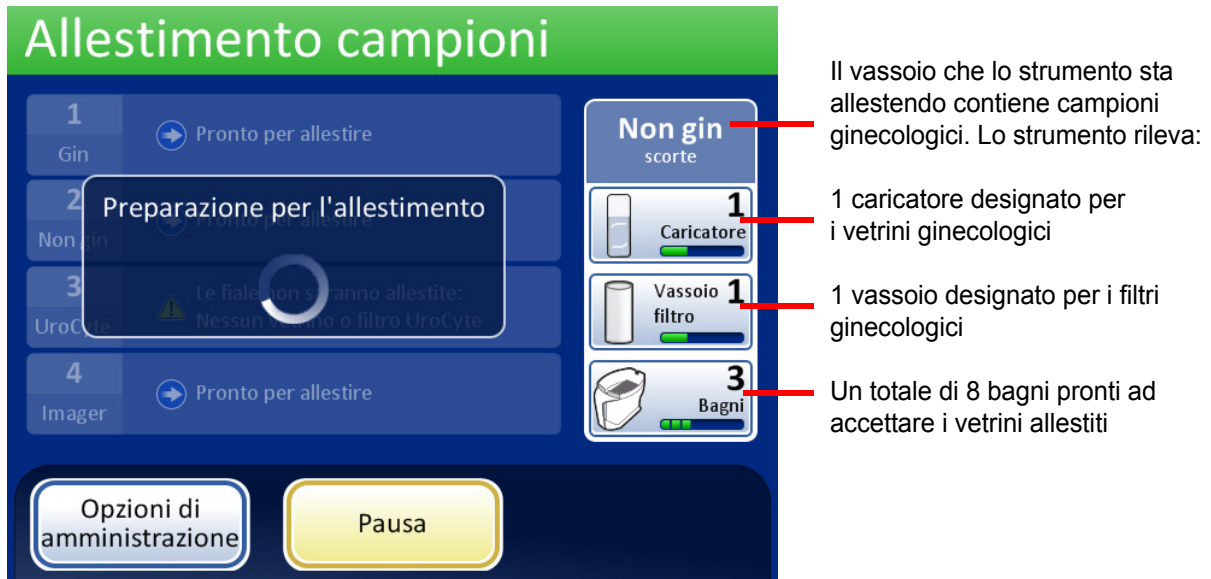 Allestimento campioni
1
Gin
Pronto per allestire
2
Non gin
Pronto per allestire
Preparazione per l'allestimento
3
UroCyte
Le fiale non saranno allestite:
Nessun vetrino o filtro UroCyte
4
Imager
Pronto per allestire
Non gin
scorte
1
Caricatore
Vassoio 1
filtro
3
Bagni
Opzioni di
amministrazione
Pausa
Il vassoio che lo strumento sta
allestendo contiene campioni
ginecologici. Lo strumento rileva:
1 caricatore designato per
i vetrini ginecologici
1 vassoio designato per i filtri
ginecologici
Un totale di 8 bagni pronti ad
accettare i vetrini allestiti